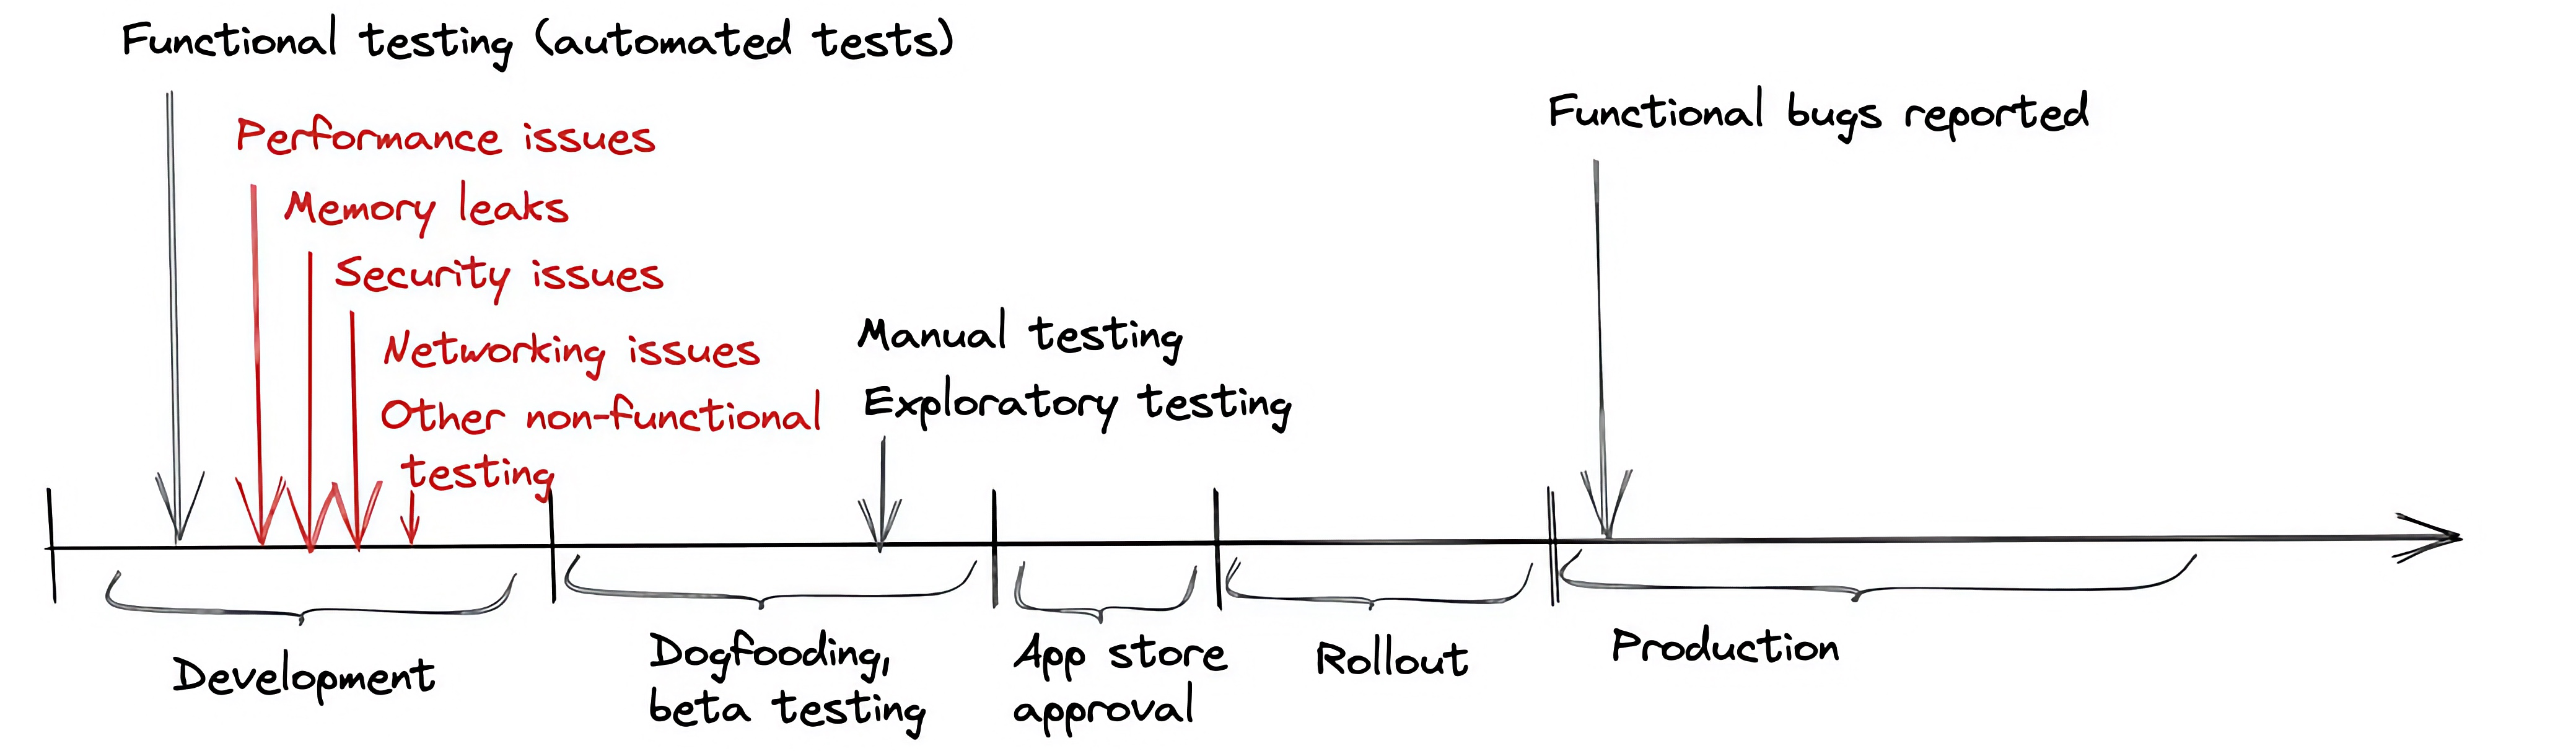 Functional testing (automated tests)
Performance issues
Memory leaks
Security issues
Networking issues
Other non-functional
testing
Manual testing
Exploratory testing
Functional bugs reported
Development
Dogfooding,
beta testing
App store
approval
Rollout
Production